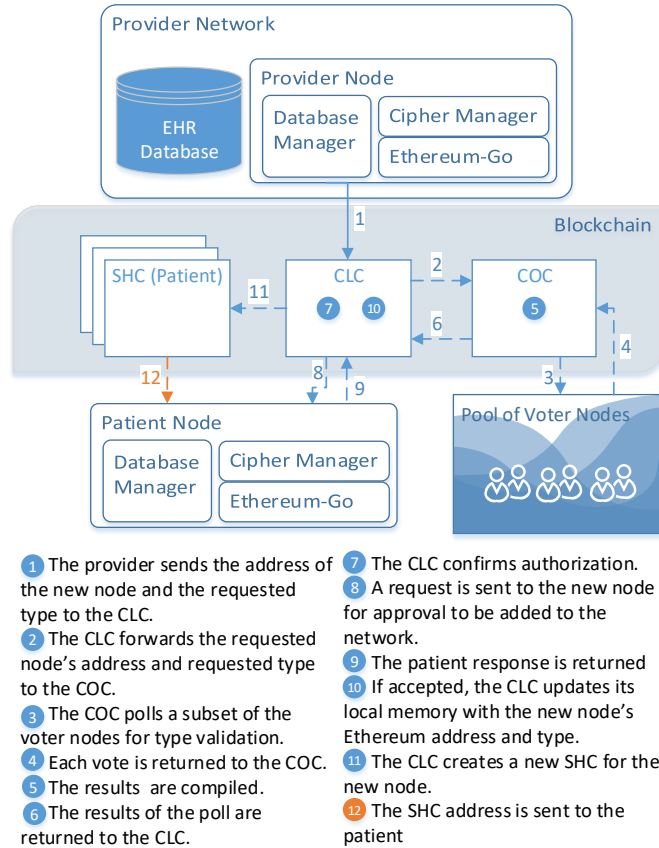 Provider Network
EHR
Database
Provider Node
Database
Manager
Cipher Manager
Ethereum-Go
Blockchain
1
SHC (Patient)
11
CLC
7
10
2
6
COC
5
12
8
9
3
4
Patient Node
Database
Manager
Cipher Manager
Ethereum-Go
Pool of Voter Nodes
1 The provider sends the address of
the new node and the requested
type to the CLC.
2 The CLC forwards the requested
node's address and requested type
to the COC.
3 The COC polls a subset of the
voter nodes for type validation.
4 Each vote is returned to the COC.
5 The results are compiled.
6 The results of the poll are
returned to the CLC.
7 The CLC confirms authorization.
8 A request is sent to the new node
for approval to be added to the
network.
9 The patient response is returned
10 If accepted, the CLC updates its
local memory with the new node's
Ethereum address and type.
11 The CLC creates a new SHC for the
new node.
12 The SHC address is sent to the
patient